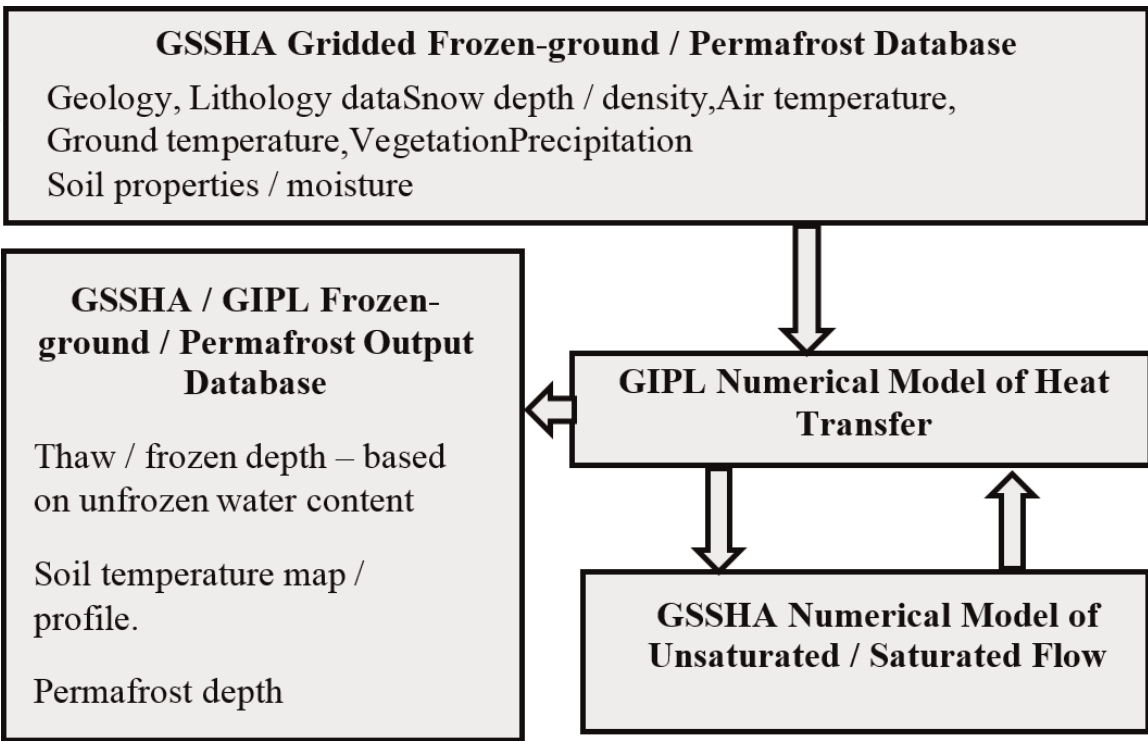 GSSHA Gridded Frozen-ground / Permafrost Database
Geology, Lithology dataSnow depth / density,Air temperature,
Ground temperature,VegetationPrecipitation
Soil properties / moisture
GSSHA / GIPL Frozen-
ground / Permafrost Output
Database
Thaw / frozen depth – based
on unfrozen water content
Soil temperature map /
profile.
Permafrost depth
GIPL Numerical Model of Heat
Transfer
GSSHA Numerical Model of
Unsaturated / Saturated Flow